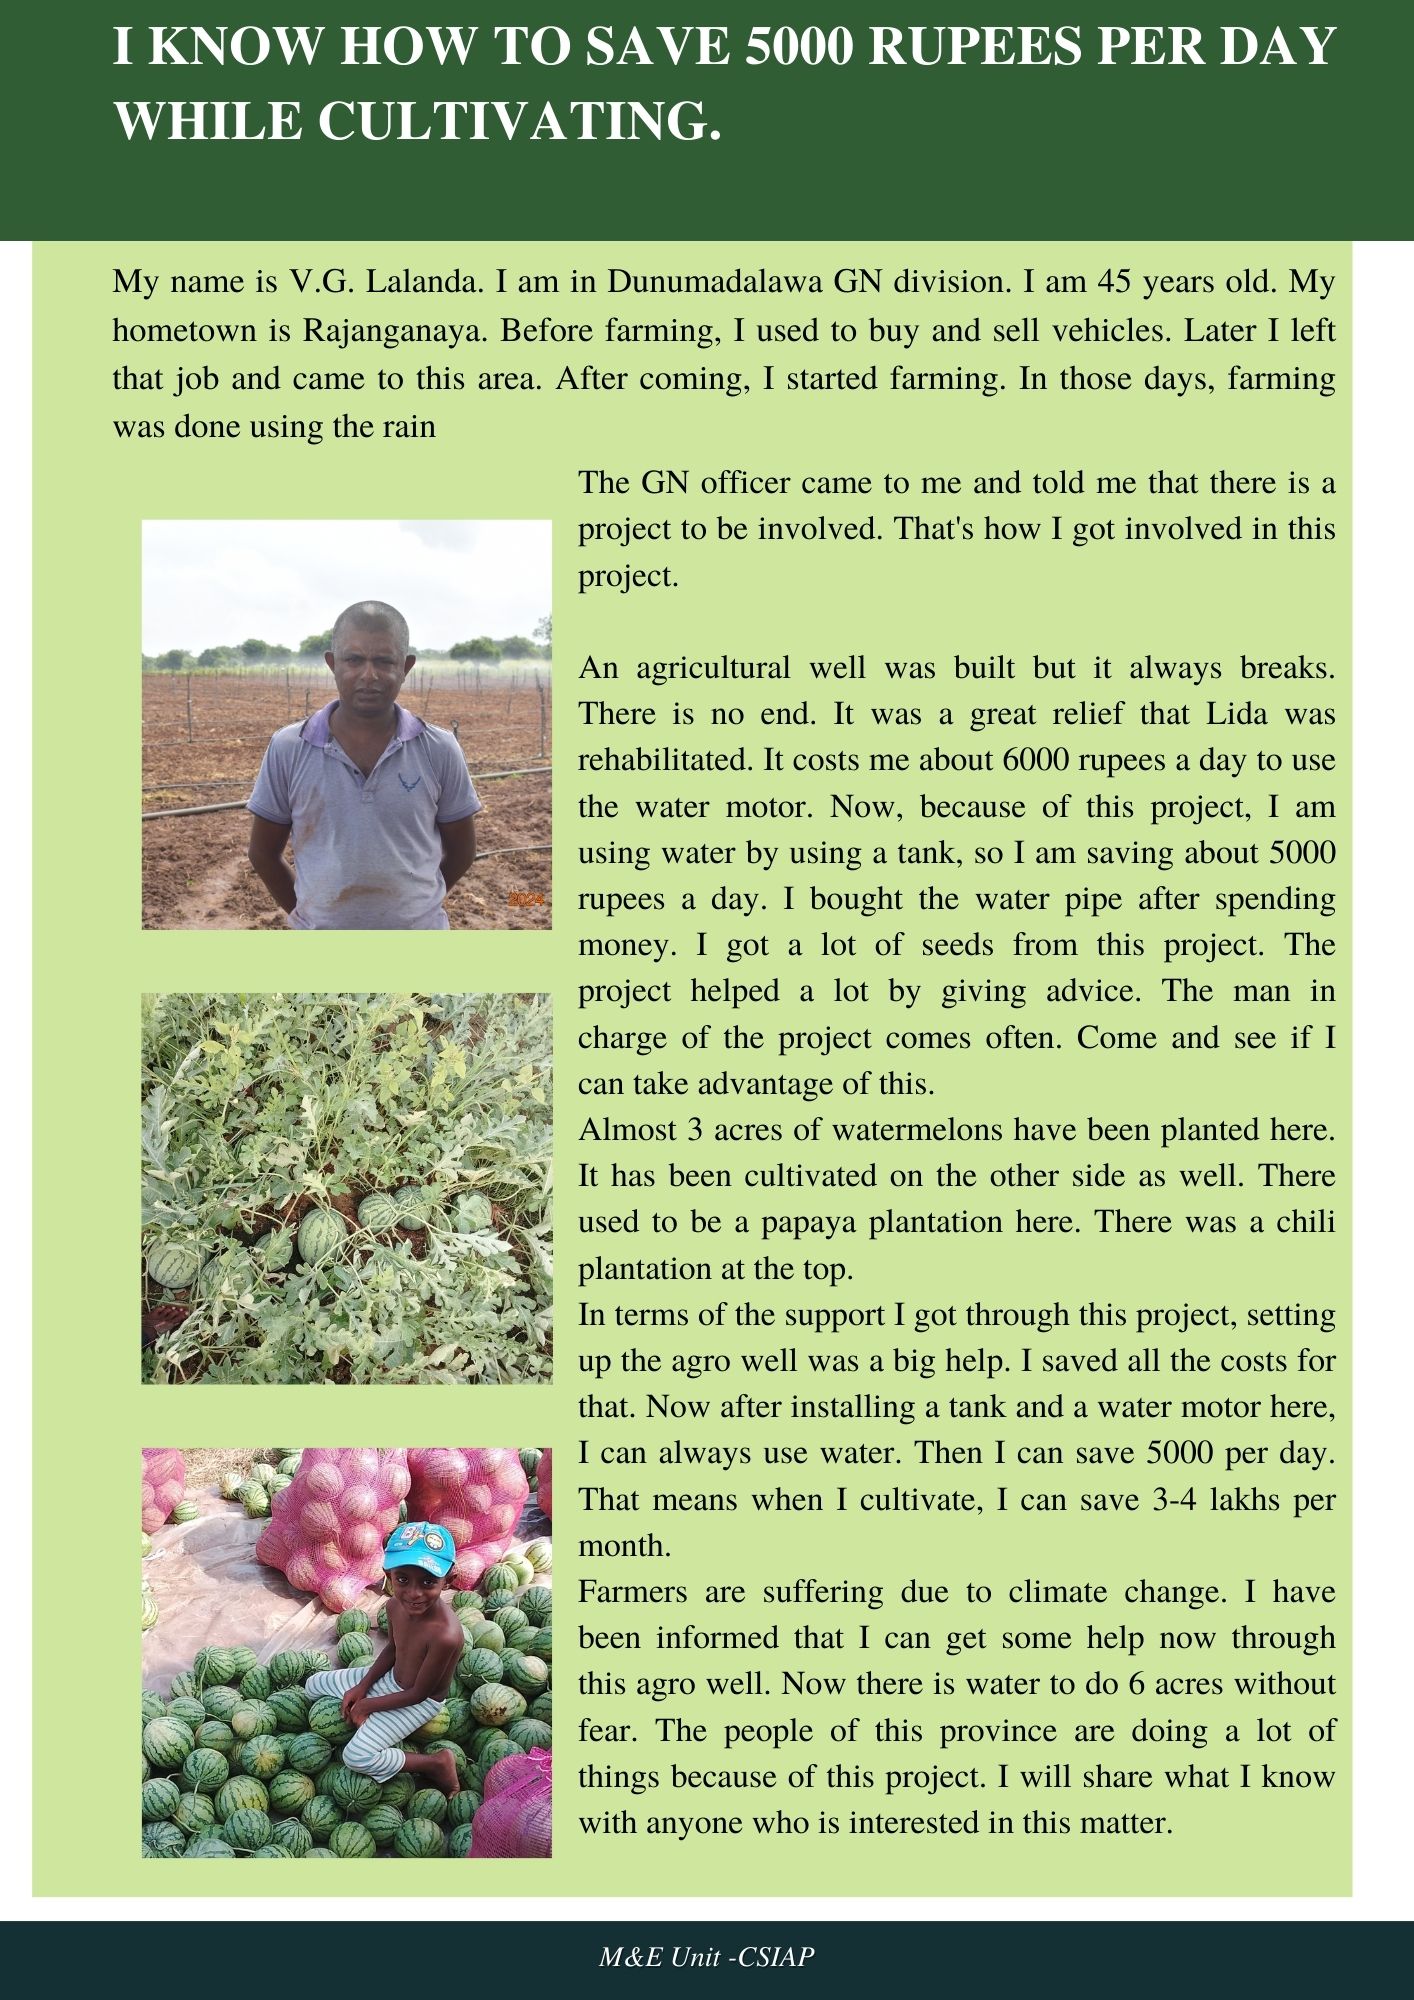 I KNOW HOW TO SAVE 5000 RUPEES PER DAY
WHILE CULTIVATING.
My name is V.G. Lalanda. I am in Dunumadalawa GN division. I am 45 years old. My
hometown is Rajanganaya. Before farming, I used to buy and sell vehicles. Later I left
that job and came to this area. After coming, I started farming. In those days, farming
was done using the rain
The GN officer came to me and told me that there is a
project to be involved. That's how I got involved in this
project.
An agricultural well was built but it always breaks.
There is no end. It was a great relief that Lida was
rehabilitated. It costs me about 6000 rupees a day to use
the water motor. Now, because of this project, I am
using water by using a tank, so I am saving about 5000
rupees a day. I bought the water pipe after spending
money. I got a lot of seeds from this project. The
project helped a lot by giving advice. The man in
charge of the project comes often. Come and see if I
can take advantage of this.
Almost 3 acres of watermelons have been planted here.
It has been cultivated on the other side as well. There
used to be a papaya plantation here. There was a chili
plantation at the top.
In terms of the support I got through this project, setting
up the agro well was a big help. I saved all the costs for
that. Now after installing a tank and a water motor here,
I can always use water. Then I can save 5000 per day.
That means when I cultivate, I can save 3-4 lakhs per
month.
Farmers are suffering due to climate change. I have
been informed that I can get some help now through
this agro well. Now there is water to do 6 acres without
fear. The people of this province are doing a lot of
things because of this project. I will share what I know
with anyone who is interested in this matter.
2024
M&E Unit -CSIAP